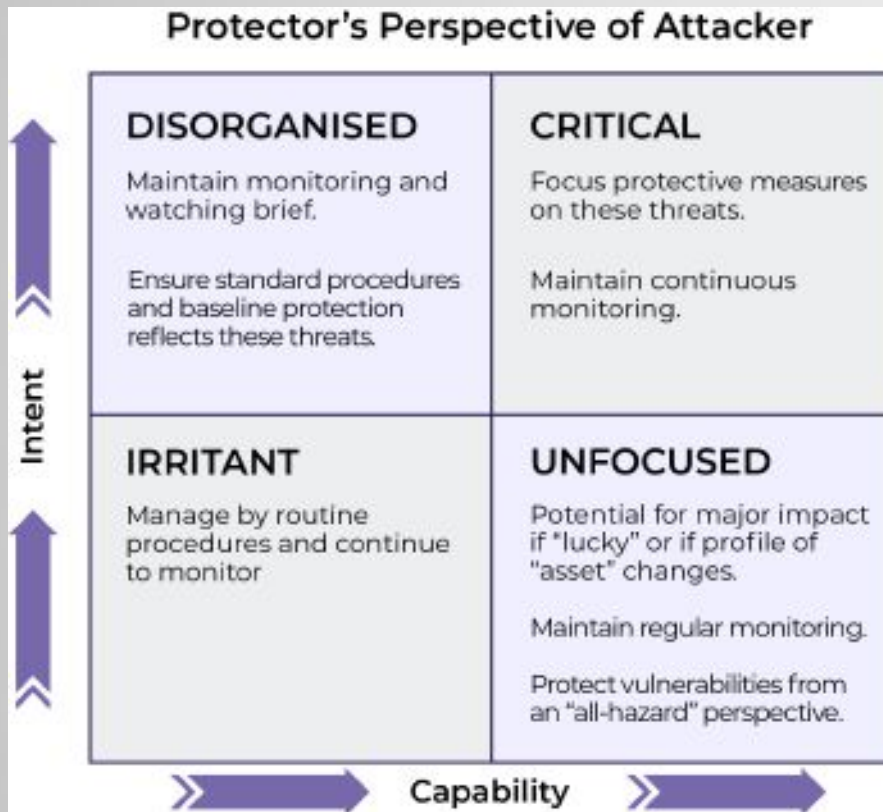 Protector's Perspective of Attacker
DISORGANISED
Maintain monitoring and
watching brief.
Ensure standard procedures
and baseline protection
reflects these threats.
CRITICAL
Focus protective measures
on these threats.
Maintain continuous
monitoring.
Intent
IRRITANT
Manage by routine
procedures and continue
to monitor
UNFOCUSED
Potential for major impact
if “lucky” or if profile of
“asset” changes.
Maintain regular monitoring.
Protect vulnerabilities from
an “all-hazard” perspective.
Capability